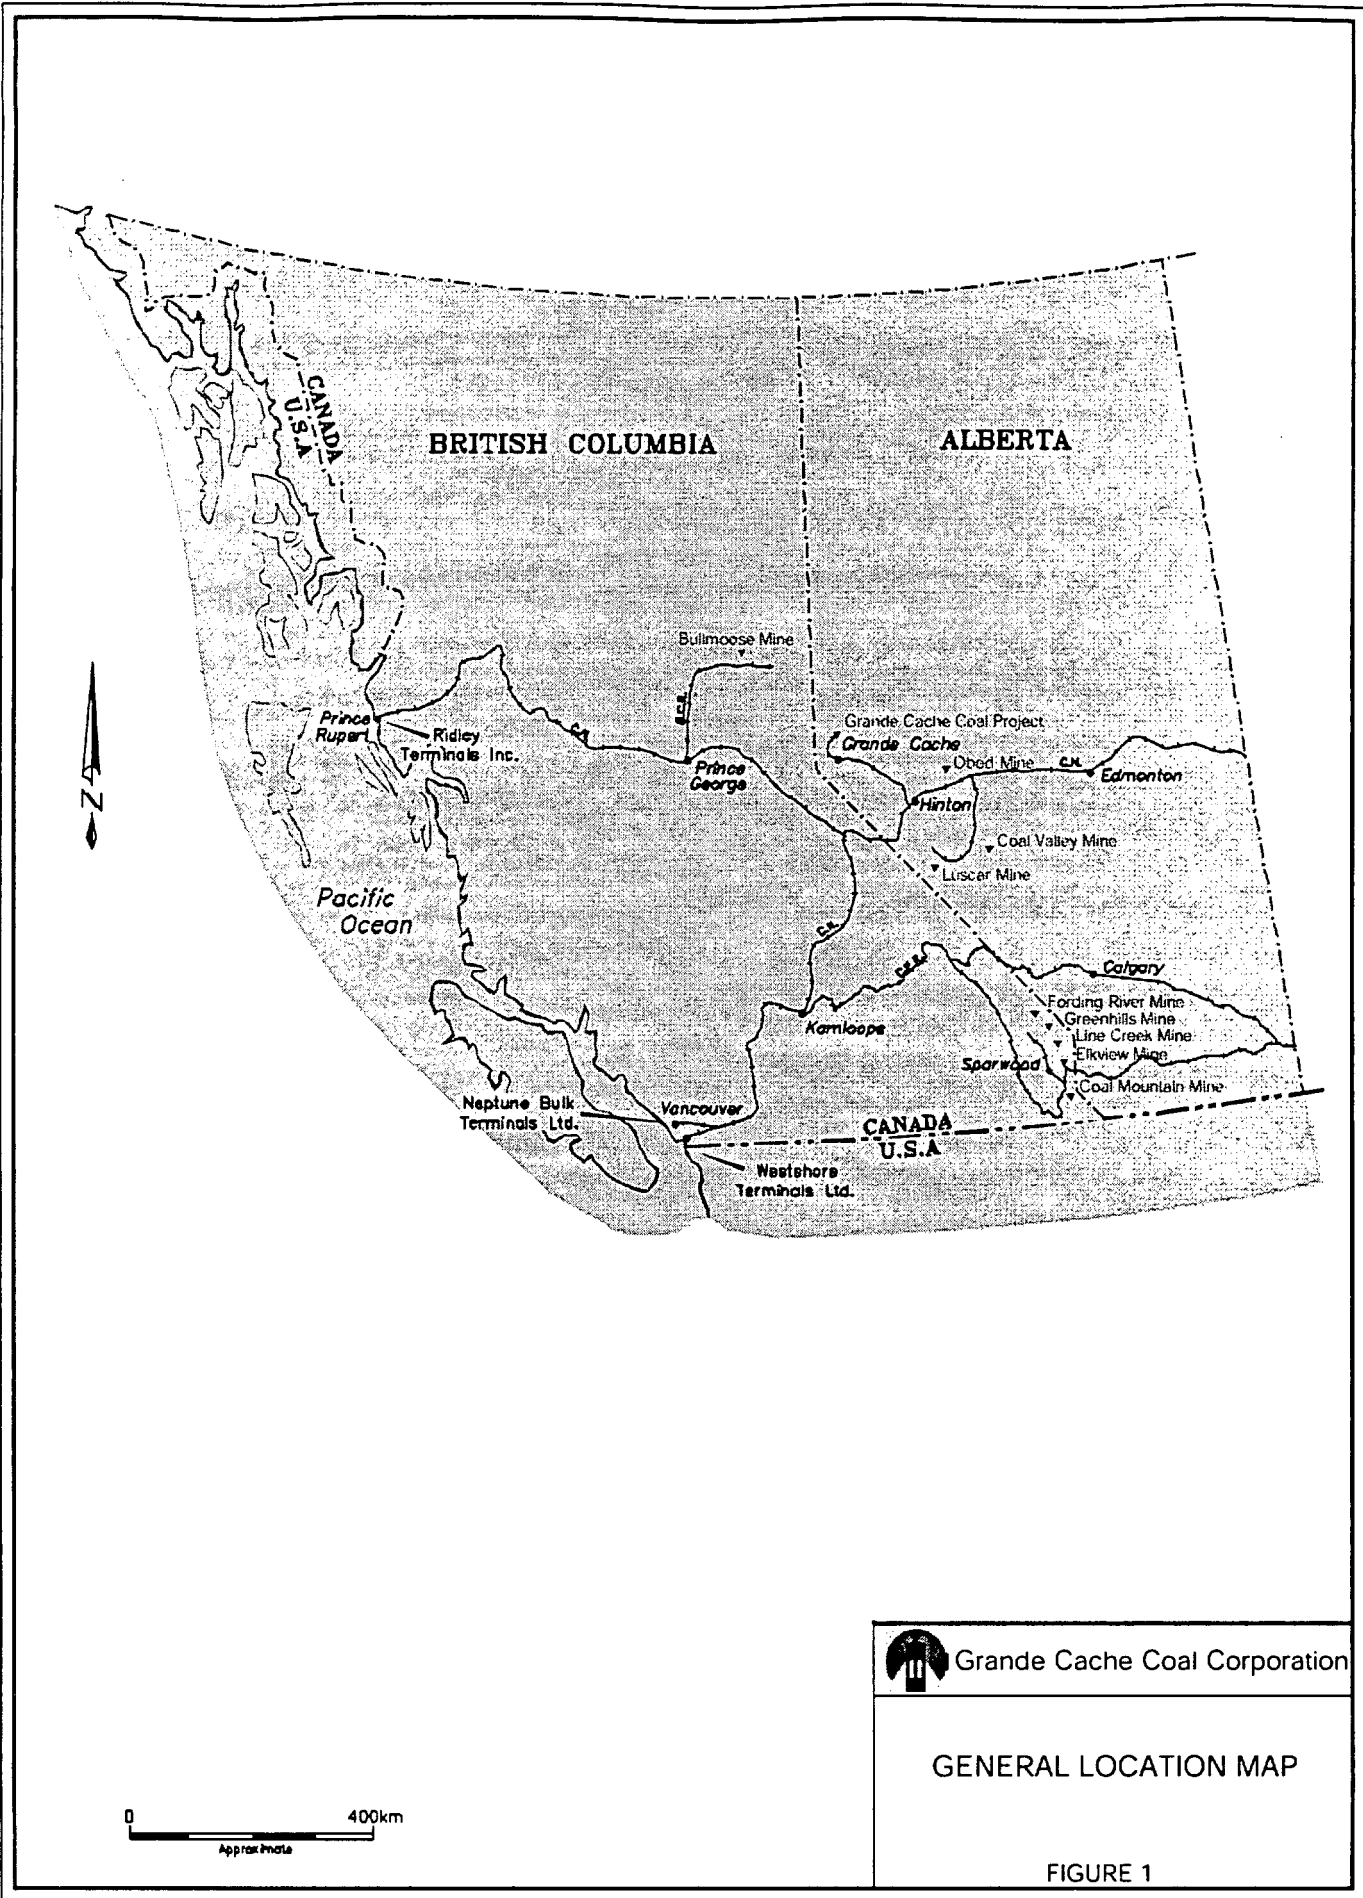 CANADA
U.S.A
BRITISH COLUMBIA
ALBERTA
Bullmoose Mine
B.C.R.
Prince
Rupert
Ridley
Terminals Inc.
C.N.
Prince
George
Grande Cache Coal Project
Grande Cache
Obed Mine
C.N.
Edmonton
Hinton
Coal Valley Mine
Luscar Mine
N
Pacific
Ocean
C.N.
C.P.R.
Calgary
Kamloops
Fording River Mine
Greenhills Mine
Line Creek Mine
Elkview Mine
Sparwood
Coal Mountain Mine
Neptune Bulk
Terminals Ltd.
Vancouver
CANADA
U.S.A
Westshore
Terminals Ltd.
Grande Cache Coal Corporation
GENERAL LOCATION MAP
0 400km
Approximate
FIGURE 1